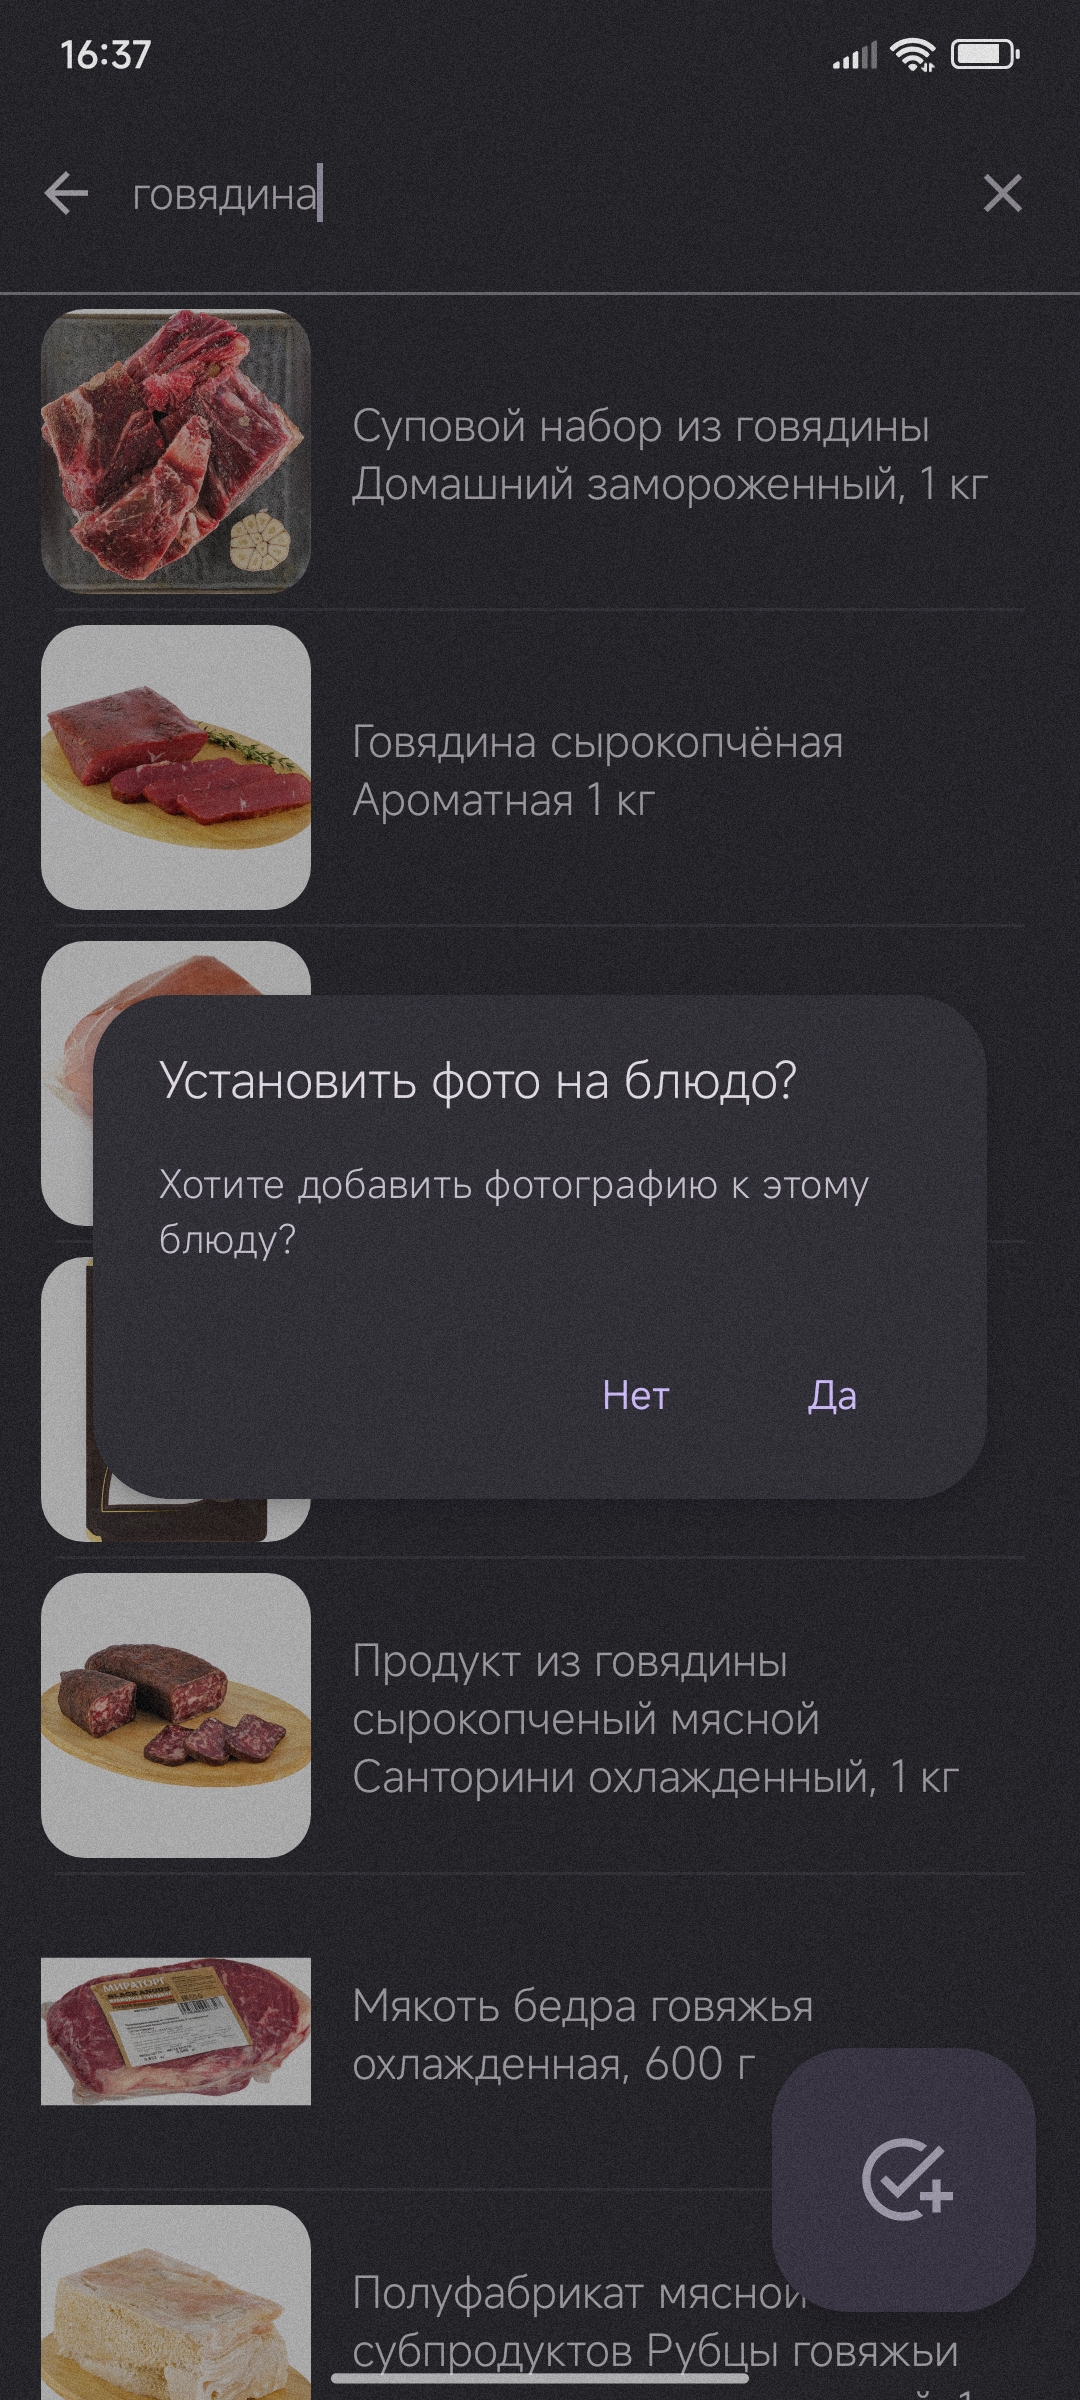 16:37
говядина
Суповой набор из говядины
Домашний замороженный, 1 кг
Говядина сырокопчёная
Ароматная 1 кг
Установить фото на блюдо?
Хотите добавить фотографию к этому
блюду?
Нет
Да
Продукт из говядины
сырокопченый мясной
Санторини охлажденный, 1 кг
МИРАТОРГ
Мякоть бедра говяжья
охлажденная, 600 г
Полуфабрикат мясной
субпродуктов Рубцы говяжьи